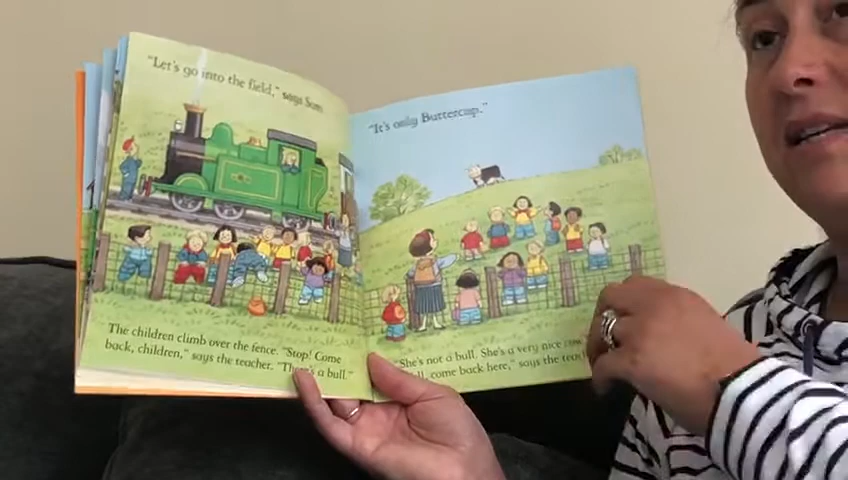 "Let's go into the field," says Sam.
The children climb over the fence. "Stop! Come
back, children," says the teacher. "There's a bull."
"It's only Buttercup."
"She's not a bull. She's a very nice cow
come back here," says the teacher